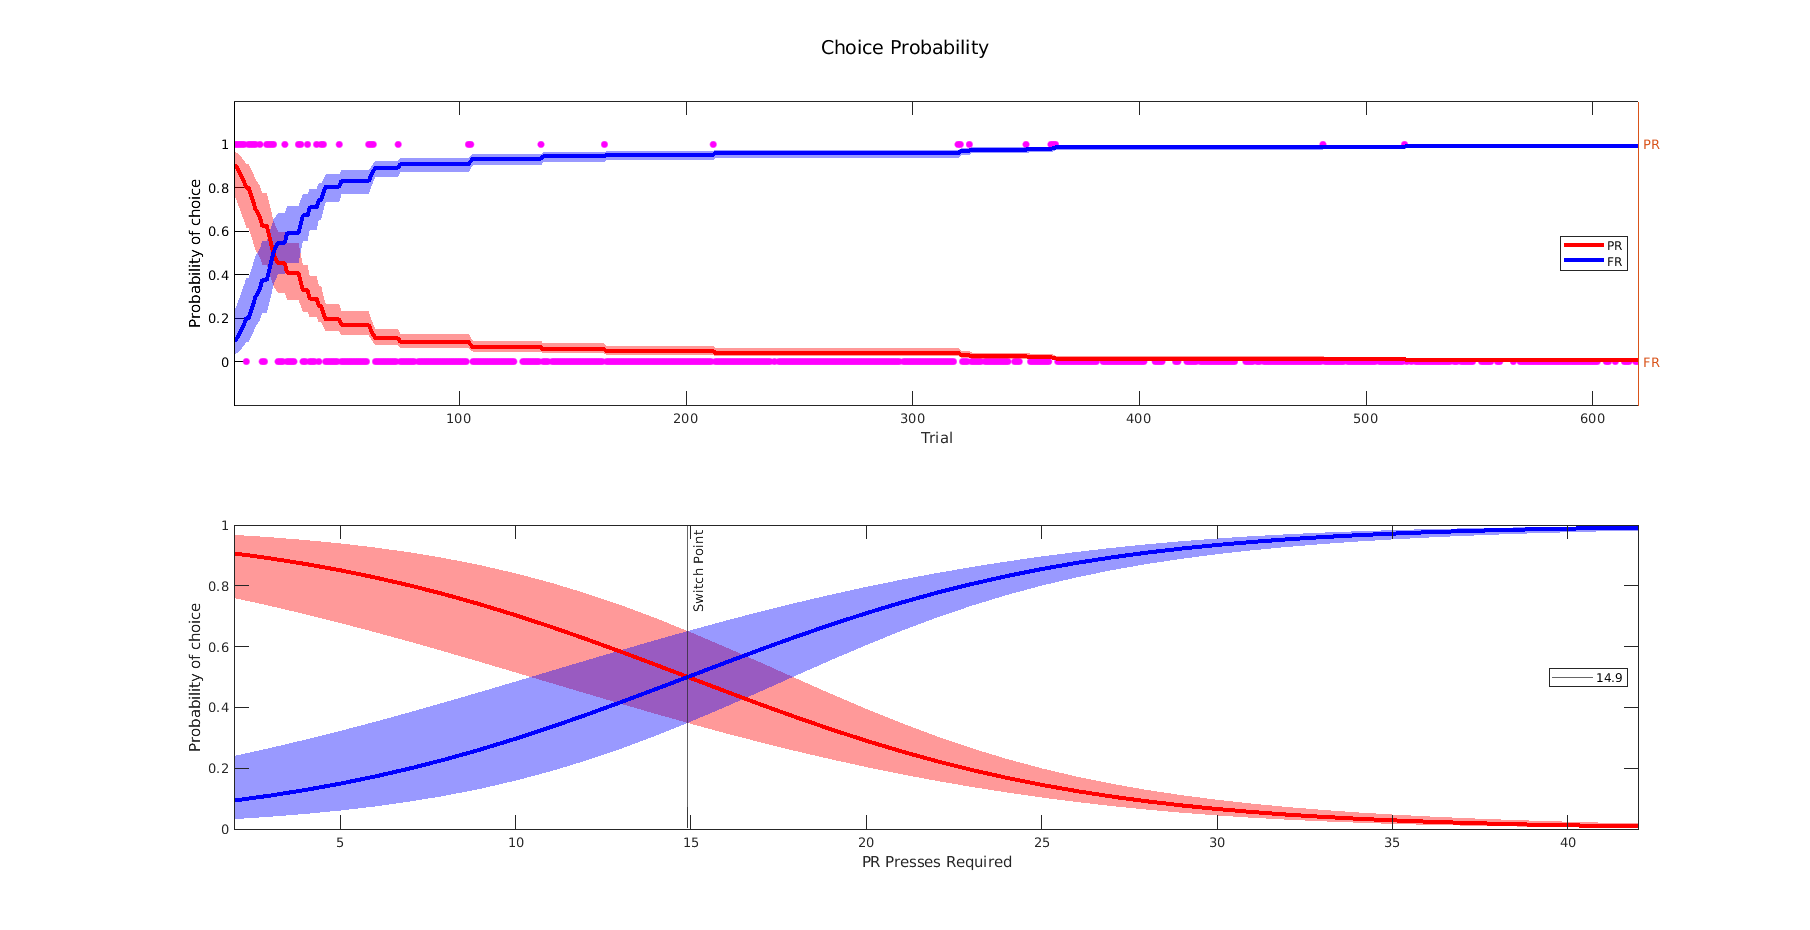 Choice Probability
1
0.8
0.6
0.4
0.2
0
Probability of choice
PR
FR
PR
FR
100 200 300 400 500 600
Trial
1
0.8
0.6
0.4
0.2
0
Probability of choice
Switch Point
14.9
5 10 15 20 25 30 35 40
PR Presses Required